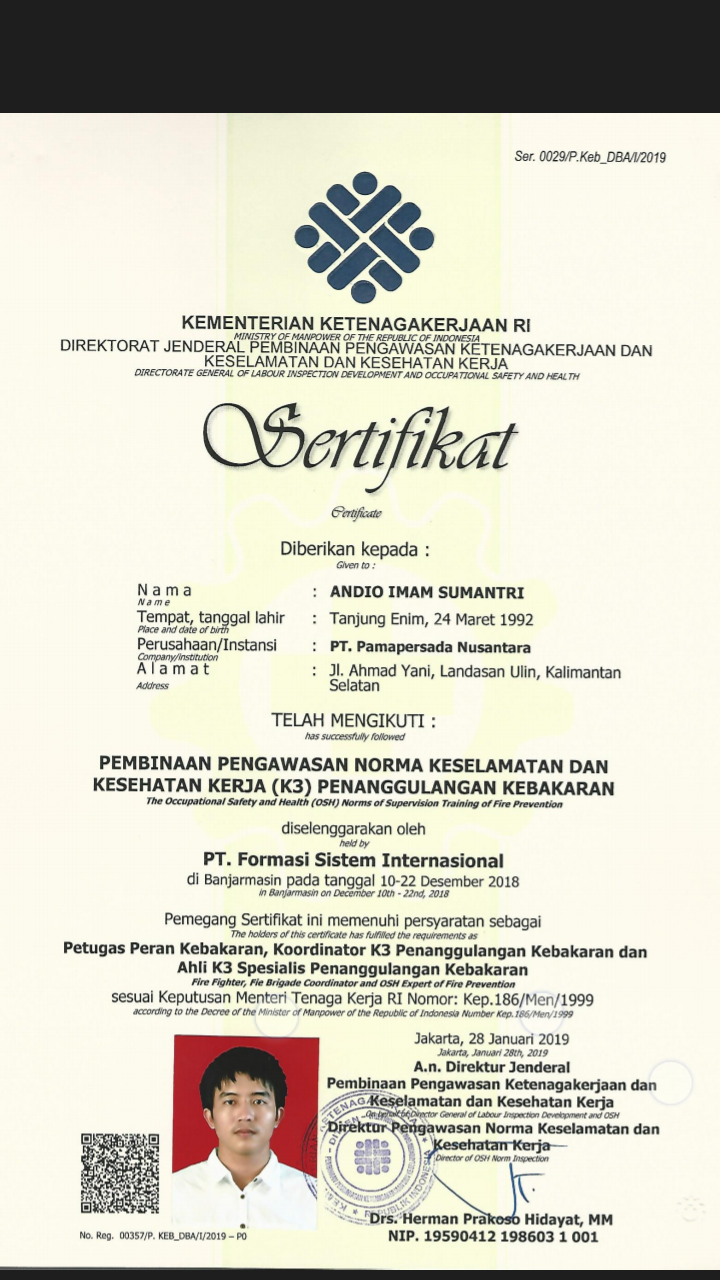 Ser. 0029/P.Keb_DBA/I/2019
KEMENTERIAN KETENAGAKERJAAN RI
MINISTRY OF MANPOWER OF THE REPUBLIC OF INDONESIA
DIREKTORAT JENDERAL PEMBINAAN PENGAWASAN KETENAGAKERJAAN DAN
KESELAMATAN DAN KESEHATAN KERJA
DIRECTORATE GENERAL OF LABOUR INSPECTION DEVELOPMENT AND OCCUPATIONAL SAFETY AND HEALTH
Sertifikat
Certificate
Diberikan kepada :
Given to :
Nama : ANDIO IMAM SUMANTRI
Name
Tempat, tanggal lahir : Tanjung Enim, 24 Maret 1992
Place and date of birth
Perusahaan/Instansi : PT. Pamapersada Nusantara
Company/Institution
Alamat : Jl. Ahmad Yani, Landasan Ulin, Kalimantan
Address Selatan
TELAH MENGIKUTI :
has successfully followed
PEMBINAAN PENGAWASAN NORMA KESELAMATAN DAN
KESEHATAN KERJA (K3) PENANGGULANGAN KEBAKARAN
The Occupational Safety and Health (OSH) Norms of Supervision Training of Fire Prevention
diselenggarakan oleh
held by
PT. Formasi Sistem Internasional
di Banjarmasin pada tanggal 10-22 Desember 2018
in Banjarmasin on December 10th - 22nd, 2018
Pemegang Sertifikat ini memenuhi persyaratan sebagai
The holders of this certificate has fulfilled the requirements as
Petugas Peran Kebakaran, Koordinator K3 Penanggulangan Kebakaran dan
Ahli K3 Spesialis Penanggulangan Kebakaran
Fire Fighter, Fie Brigade Coordinator and OSH Expert of Fire Prevention
sesuai Keputusan Menteri Tenaga Kerja RI Nomor: Kep.186/Men/1999
according to the Decree of the Minister of Manpower of the Republic of Indonesia Number Kep.186/Men/1999
Jakarta, 28 Januari 2019
Jakarta, Januari 28th, 2019
A.n. Direktur Jenderal
Pembinaan Pengawasan Ketenagakerjaan dan
Keselamatan dan Kesehatan Kerja
On behalf of Director General of Labour Inspection Development and OSH
Direktur Pengawasan Norma Keselamatan dan
Kesehatan Kerja
Director of OSH Norm Inspection
Drs. Herman Prakoso Hidayat, MM
NIP. 19590412 198603 1 001
No. Reg. 00357/P. KEB_DBA/I/2019 – P0
REPUBLIK INDONESIA